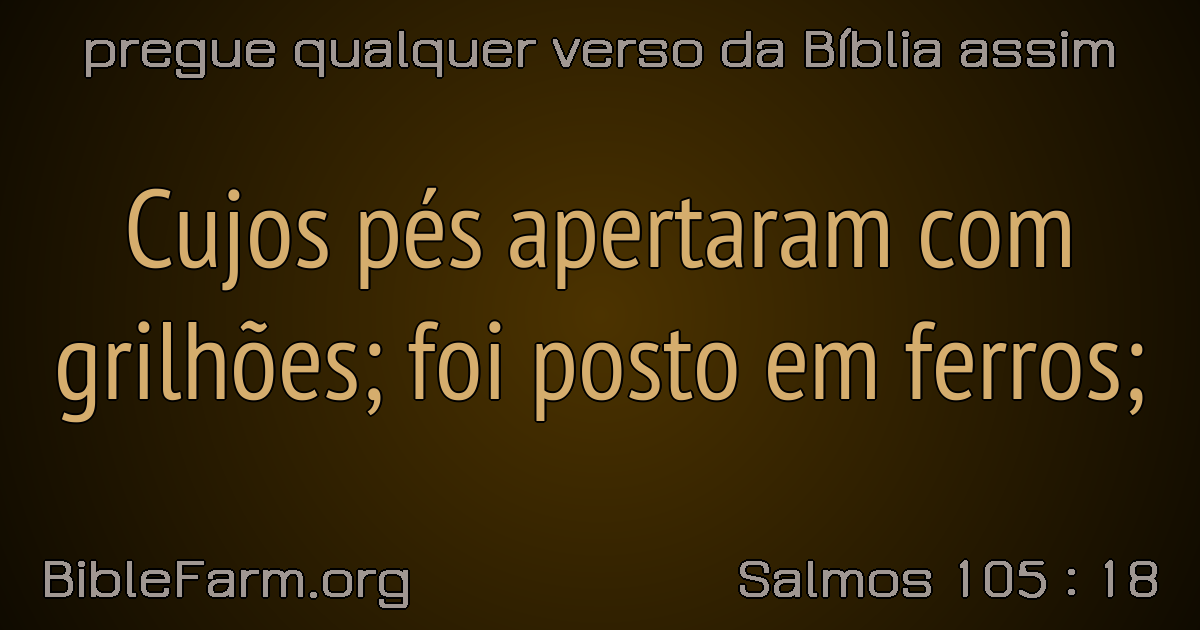 pregue qualquer verso da Bíblia assim
Cujos pés apertaram com
grilhões; foi posto em ferros;
BibleFarm.org
Salmos 105 : 18